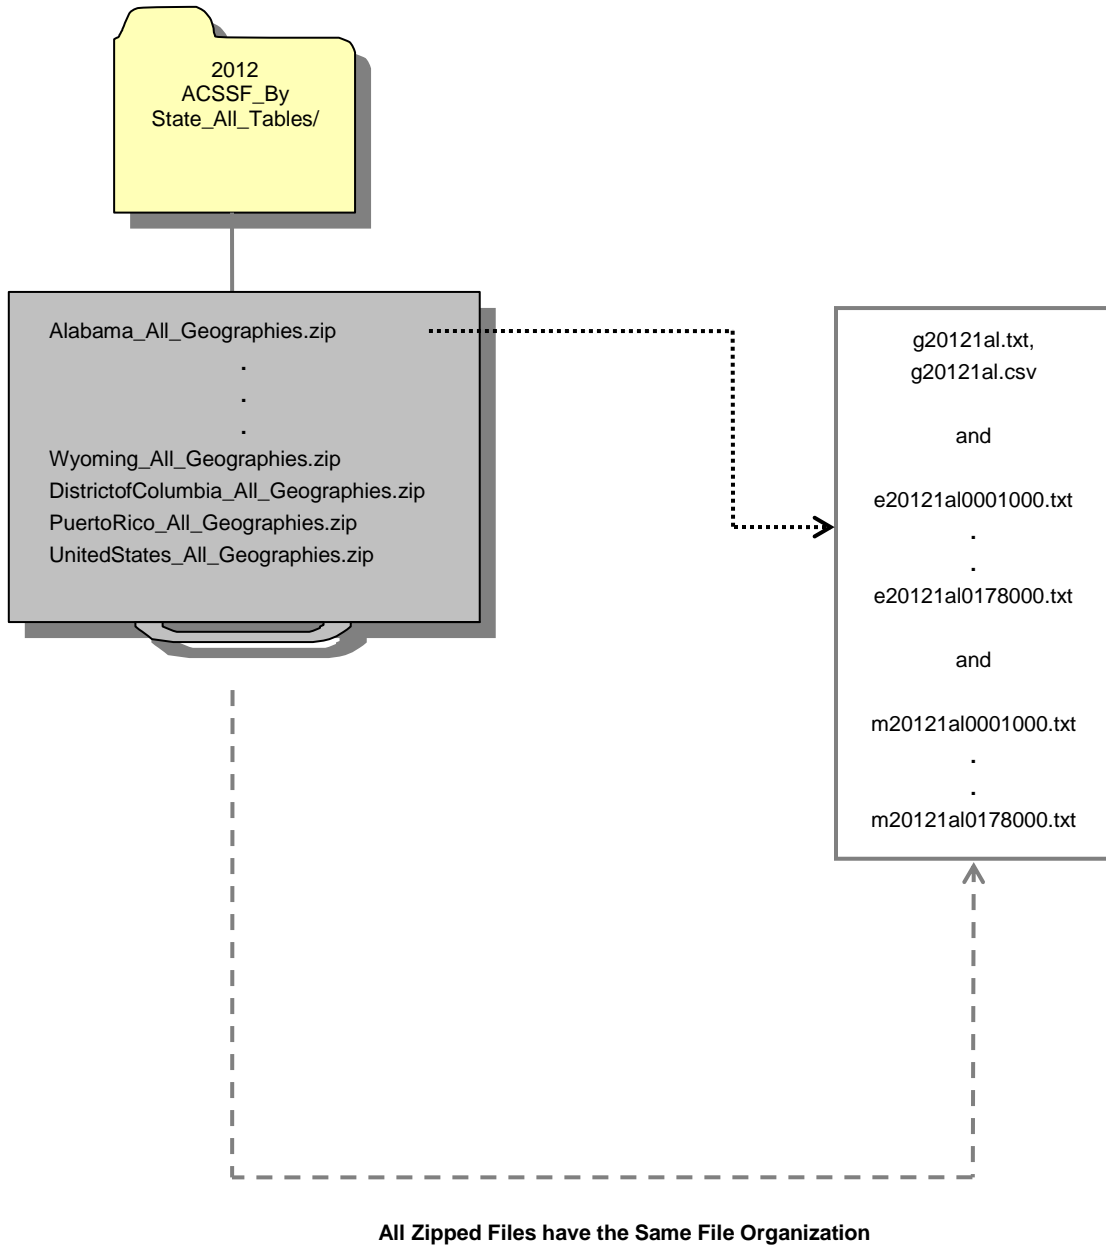 2012
ACSSF_By
State_All_Tables/
Alabama_All_Geographies.zip
.
.
.
Wyoming_All_Geographies.zip
DistrictofColumbia_All_Geographies.zip
PuertoRico_All_Geographies.zip
UnitedStates_All_Geographies.zip
g20121al.txt,
g20121al.csv
and
e20121al0001000.txt
.
.
e20121al0178000.txt
and
m20121al0001000.txt
.
.
m20121al0178000.txt
All Zipped Files have the Same File Organization